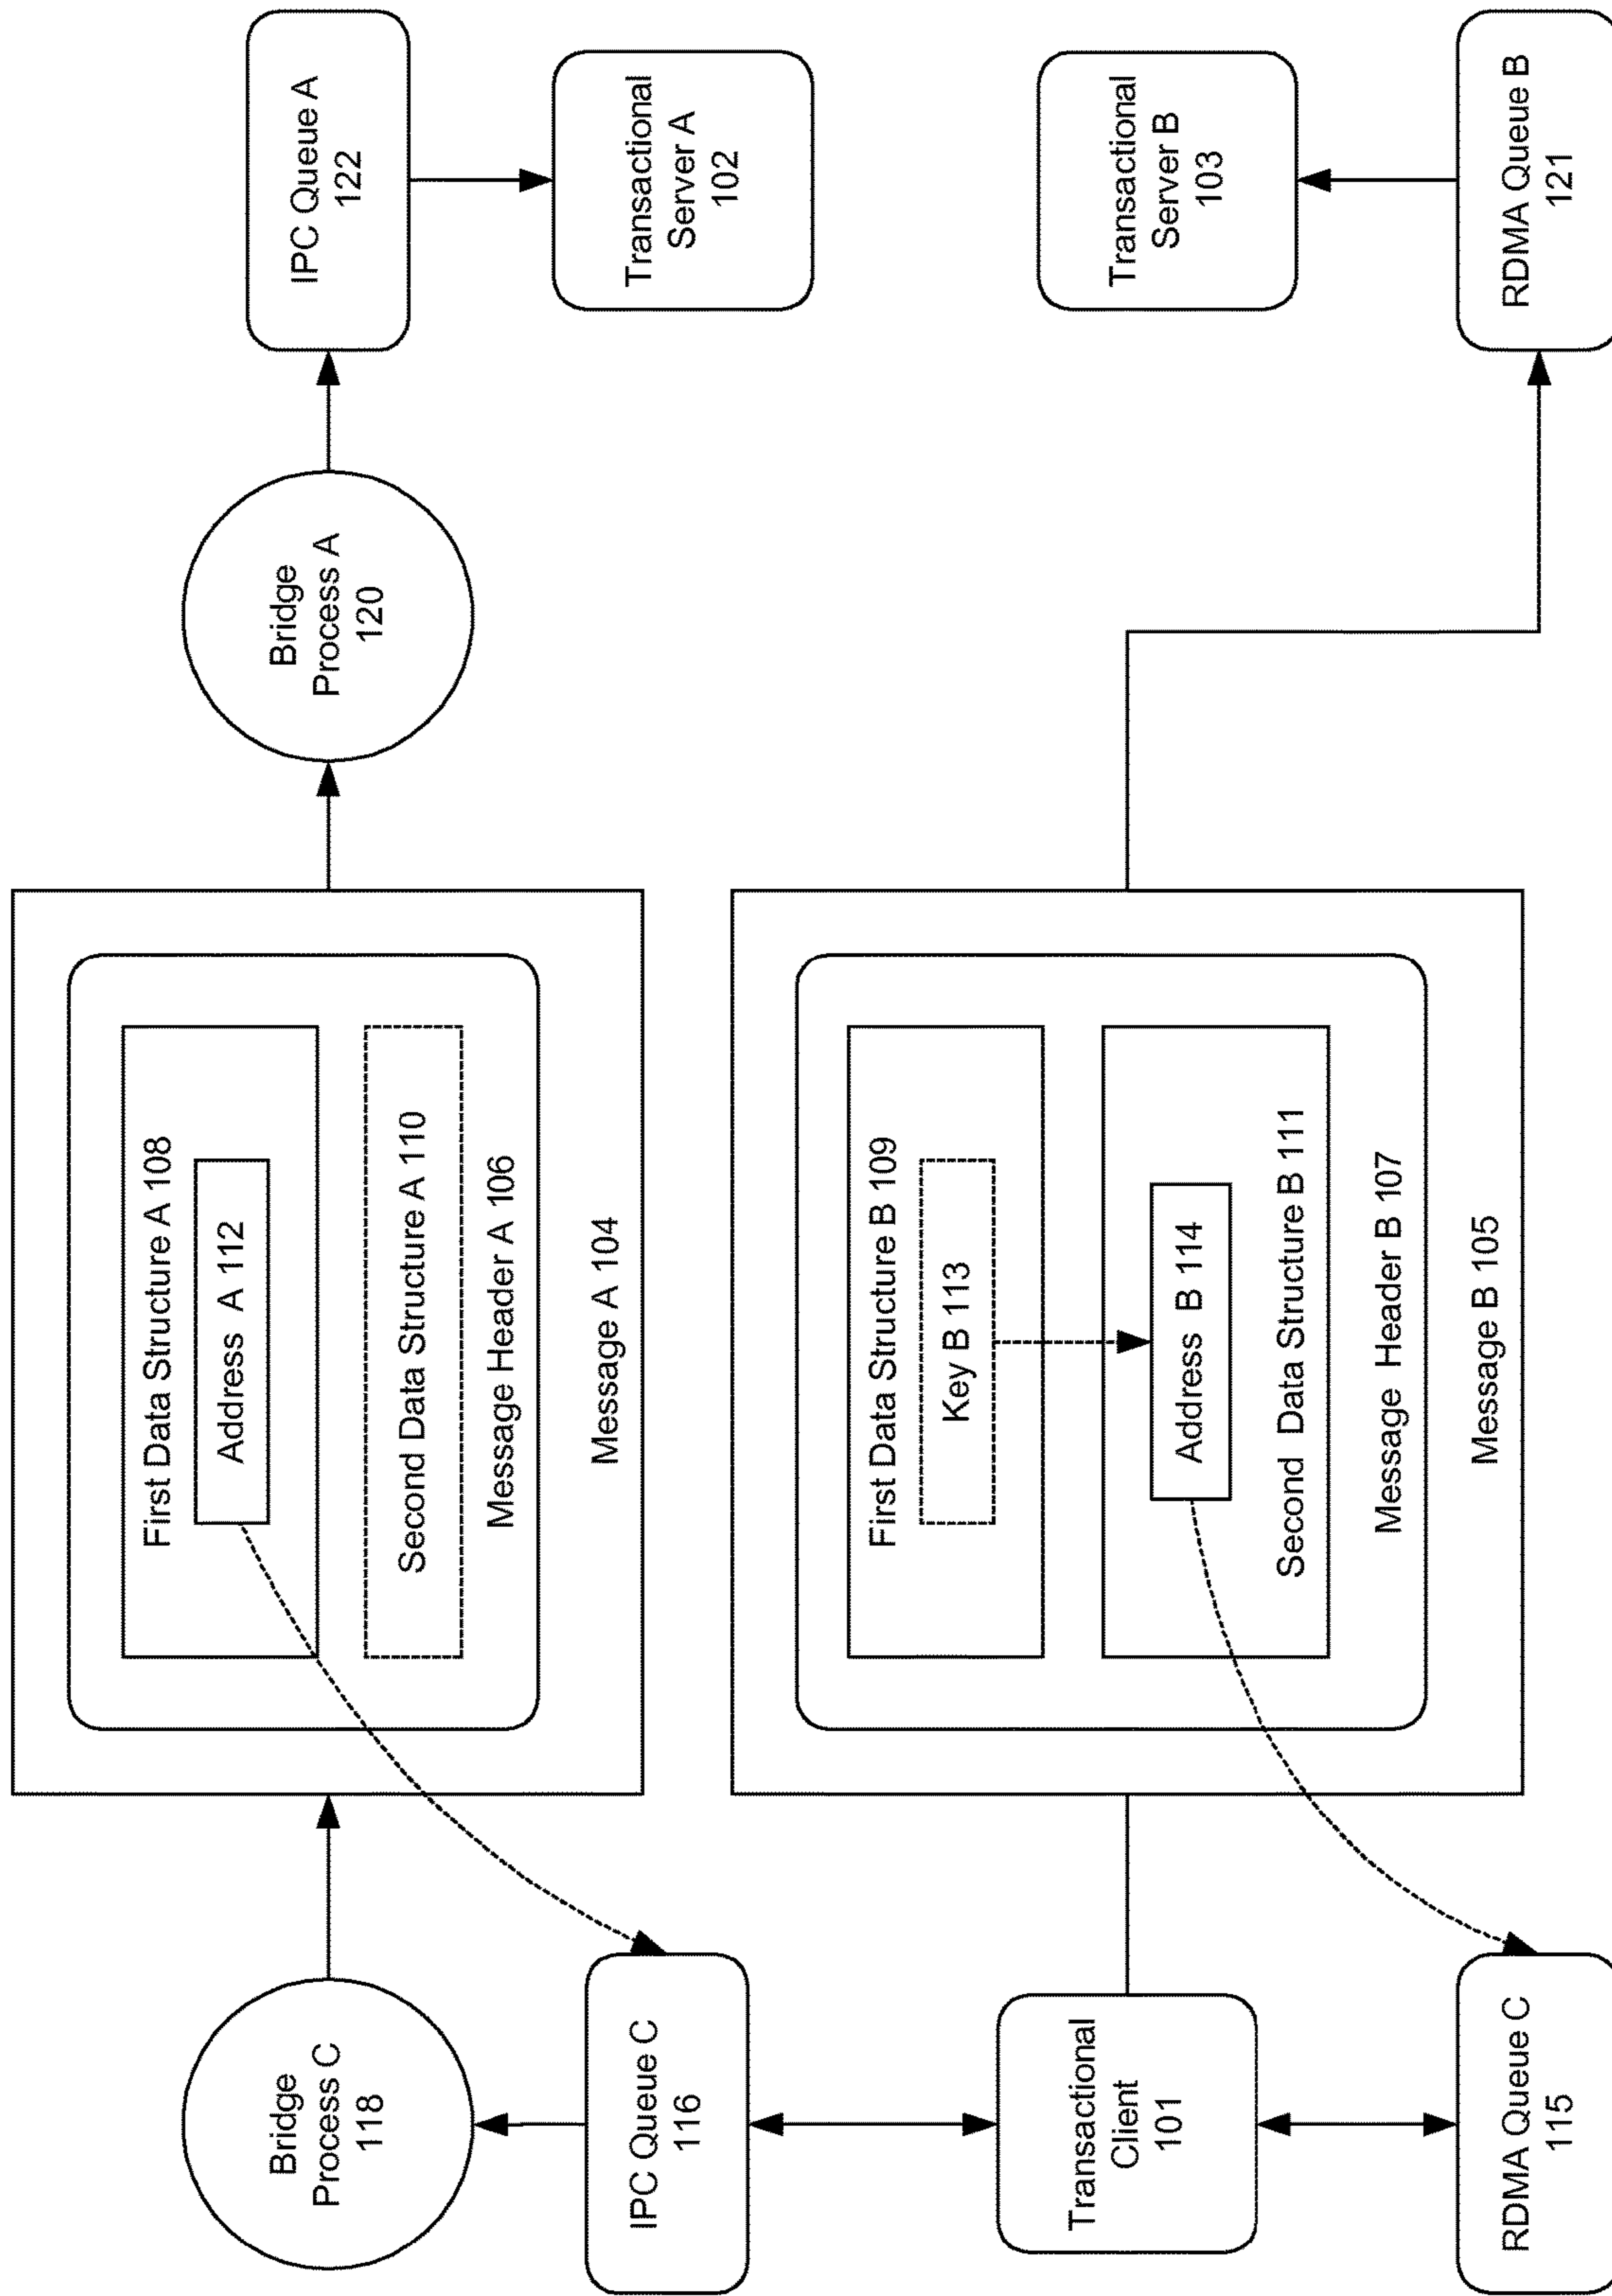 Bridge
Process C
118
IPC Queue C
116
Transactional
Client
101
RDMA Queue C
115
First Data Structure A 108
Address A 112
Second Data Structure A 110
Message Header A 106
Message A 104
First Data Structure B 109
Key B 113
Address B 114
Second Data Structure B 111
Message Header B 107
Message B 105
Bridge
Process A
120
IPC Queue A
122
Transactional
Server A
102
Transactional
Server B
103
RDMA Queue B
121